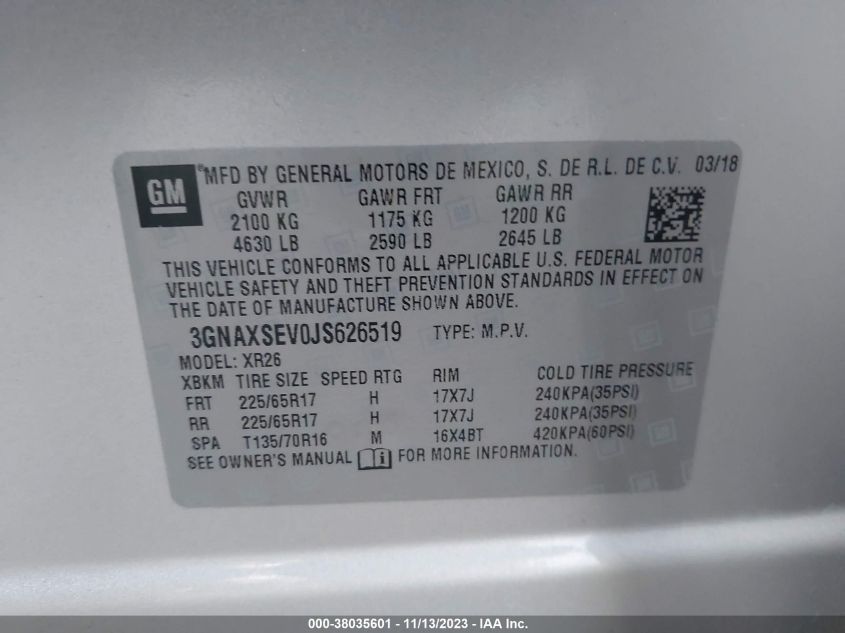 GM ®MFD BY GENERAL MOTORS DE MEXICO, S. DE R.L. DE C.V. 03/18
GVWR GAWR FRT GAWR RR
2100 KG 1175 KG 1200 KG
4630 LB 2590 LB 2645 LB
THIS VEHICLE CONFORMS TO ALL APPLICABLE U.S. FEDERAL MOTOR
VEHICLE SAFETY AND THEFT PREVENTION STANDARDS IN EFFECT ON
THE DATE OF MANUFACTURE SHOWN ABOVE.
3GNAXSEV0JS626519 TYPE: M.P.V.
MODEL: XR26
XBKM TIRE SIZE SPEED RTG RIM COLD TIRE PRESSURE
FRT 225/65R17 H 17X7J 240KPA(35PSI)
RR 225/65R17 H 17X7J 240KPA(35PSI)
SPA T135/70R16 M 16X4BT 420KPA(60PSI)
SEE OWNER'S MANUAL i FOR MORE INFORMATION.
000-38035601 - 11/13/2023 - IAA Inc.